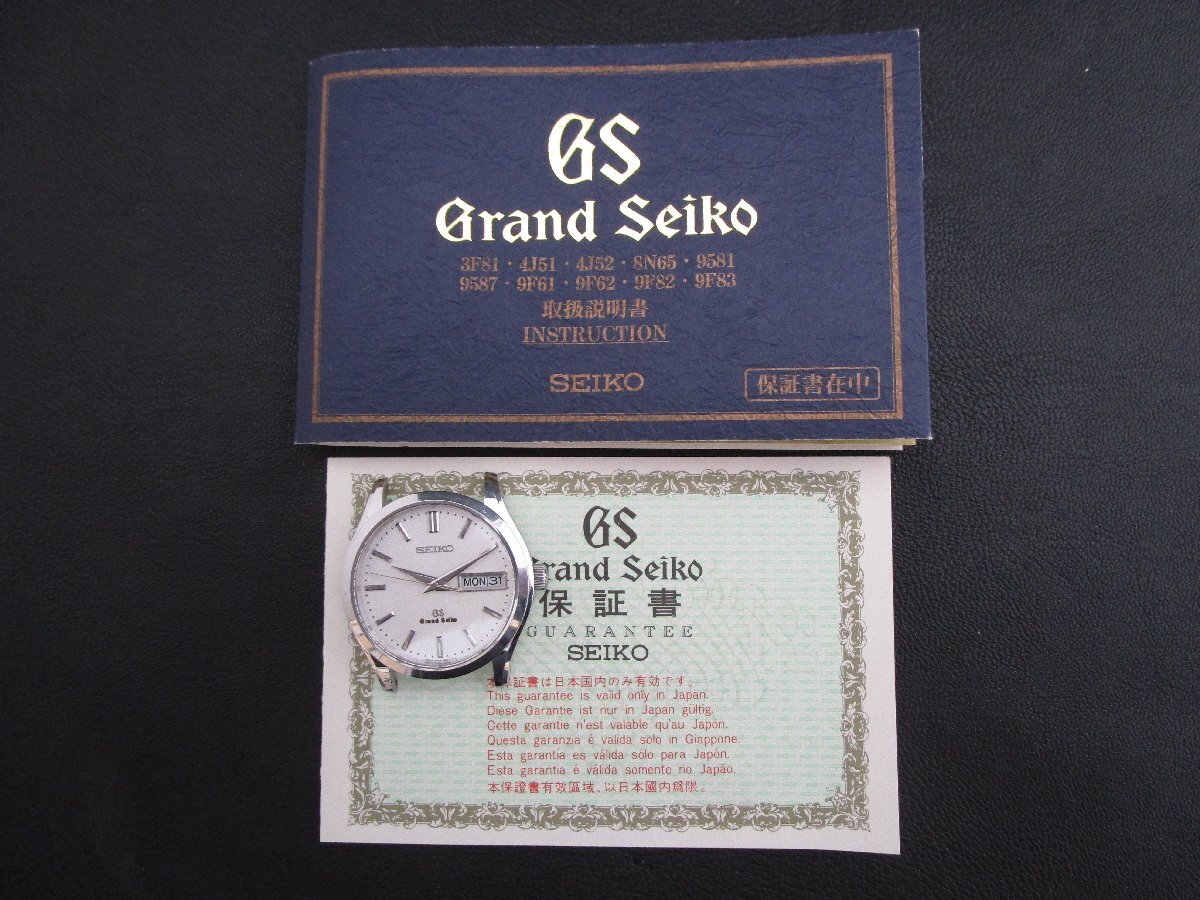 GS
Grand Seiko
3F81・4J51・4J52・8N65・9581
9587・9F61・9F62・9F82・9F83
取扱説明書
INSTRUCTION
SEIKO
保証書在中
SEIKO
MON 31
GS
Grand Seiko
GS
Grand Seiko
保証書
GUARANTEE
SEIKO
本保証書は日本国内のみ有効です。
This guarantee is valid only in Japan.
Diese Garantie ist nur in Japan gultig.
Cette garantie n'est valable qu'au Japon.
Questa garanzia é valida solo in Giappone.
Esta garantía es válida sólo para Japón.
Esta garantia é válida somente no Japão.
本保證書有效區域、以日本國内爲限。